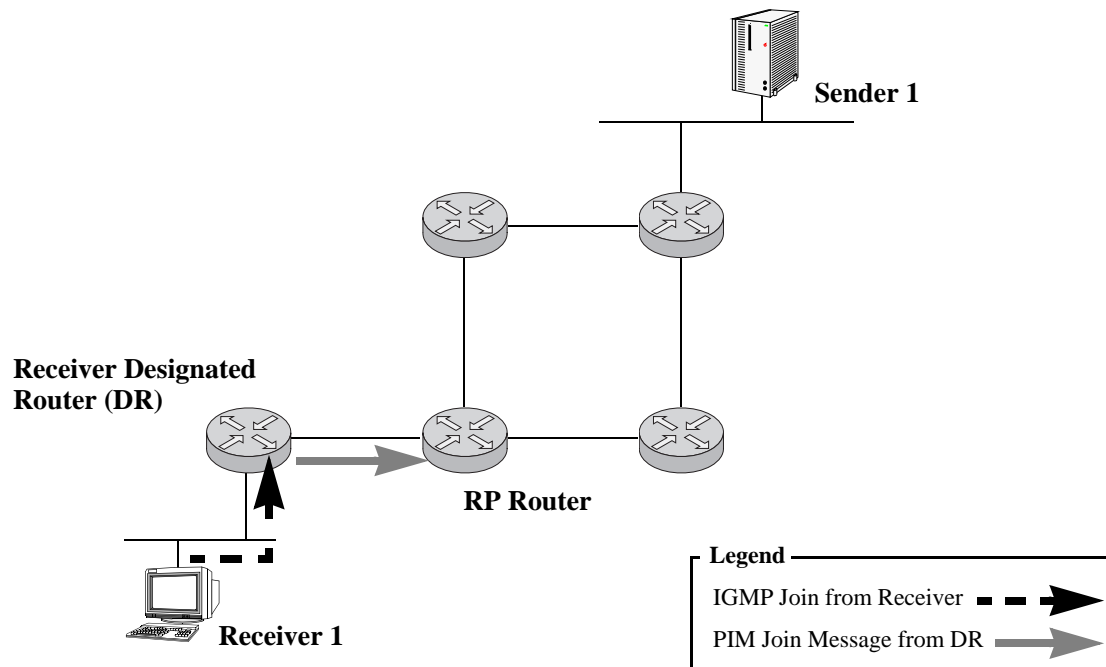 Sender 1
Receiver Designated
Router (DR)
RP Router
Receiver 1
Legend
IGMP Join from Receiver
PIM Join Message from DR